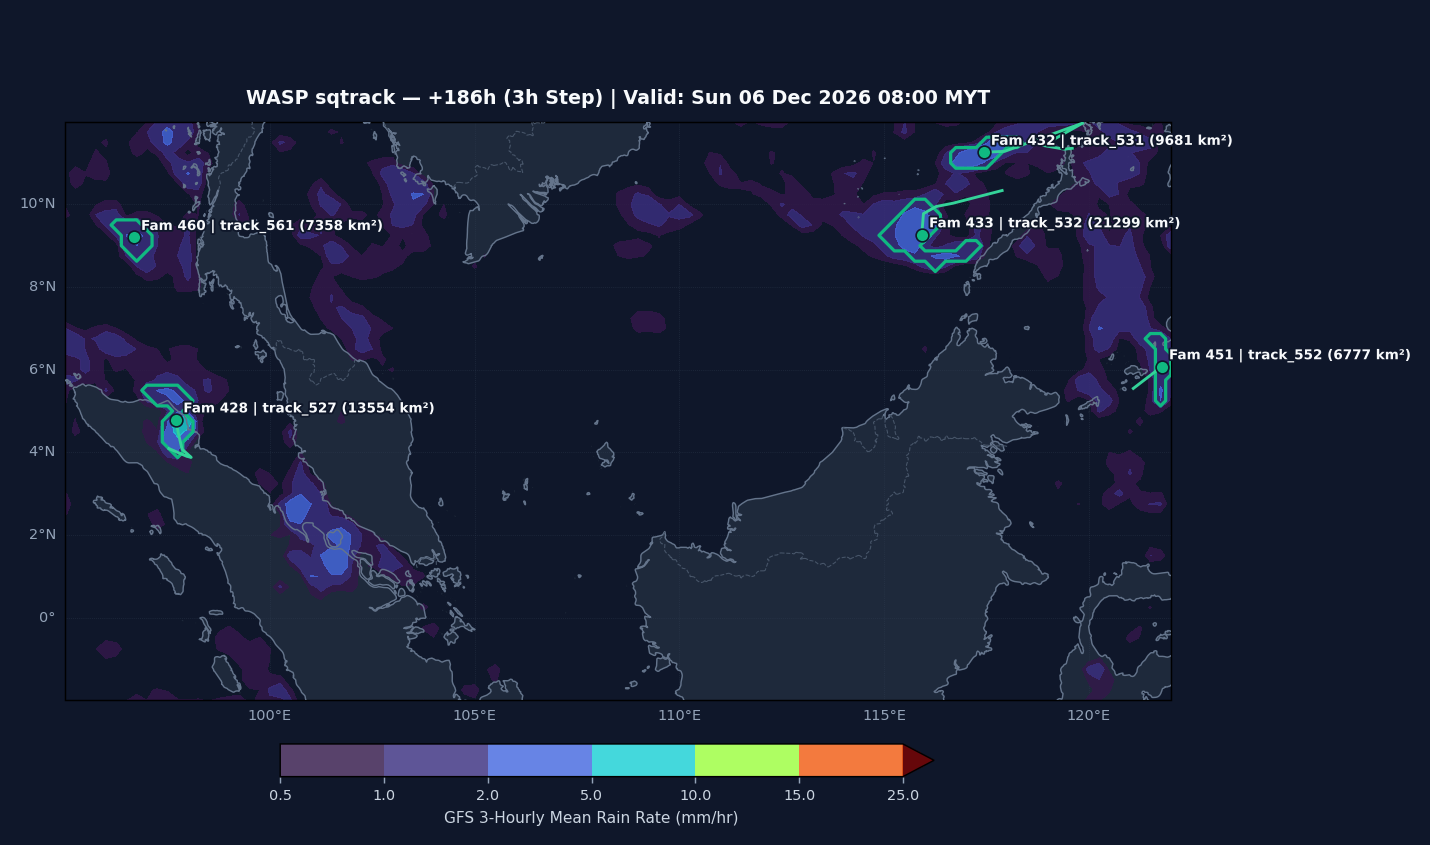 WASP sqtrack — +186h (3h Step) | Valid: Sun 06 Dec 2026 08:00 MYT
Fam 432 | track_531 (9681 km²)
10°N
Fam 460 | track_561 (7358 km²)
Fam 433 | track_532 (21299 km²)
8°N
6°N
Fam 451 | track_552 (6777 km²)
Fam 428 | track_527 (13554 km²)
4°N
2°N
0°
100°E 105°E 110°E 115°E 120°E
0.5 1.0 2.0 5.0 10.0 15.0 25.0
GFS 3-Hourly Mean Rain Rate (mm/hr)